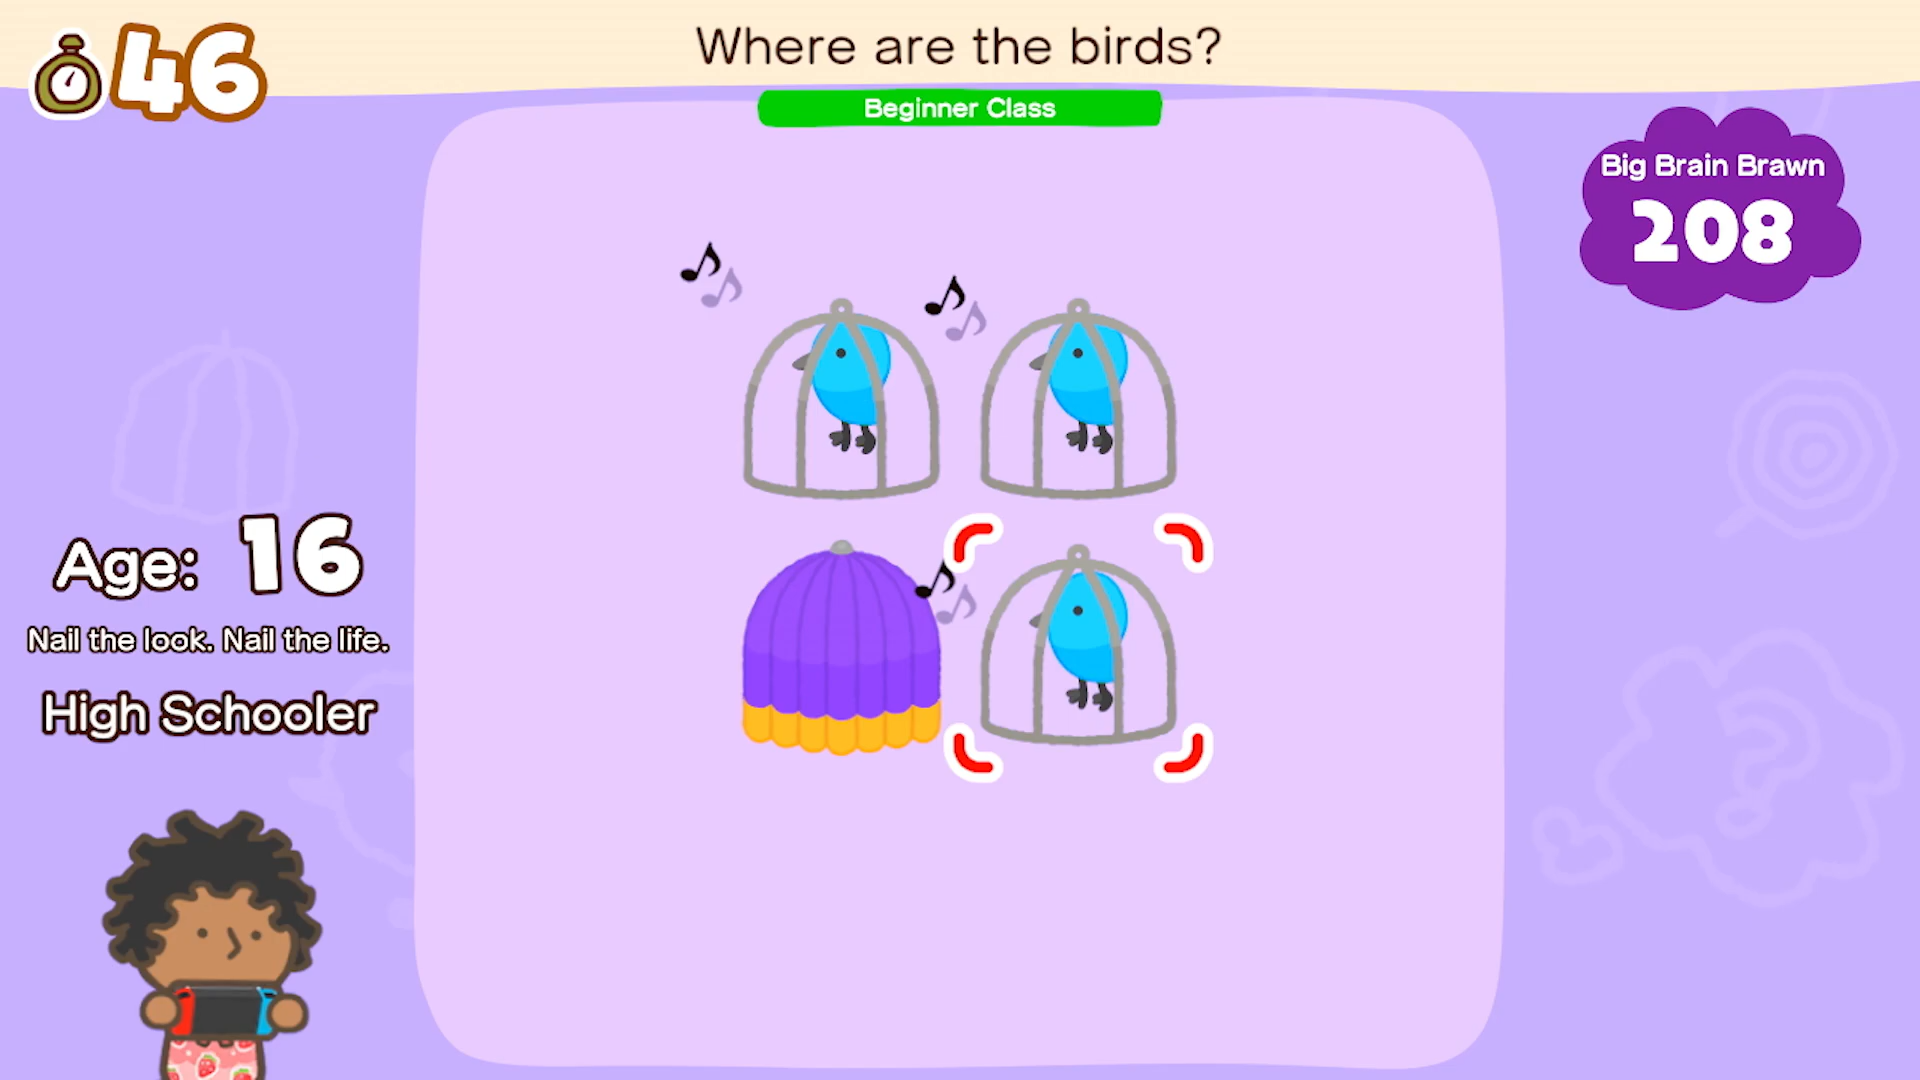 46
Where are the birds?
Beginner Class
Big Brain Brawn
208
Age: 16
Nail the look. Nail the life.
High Schooler